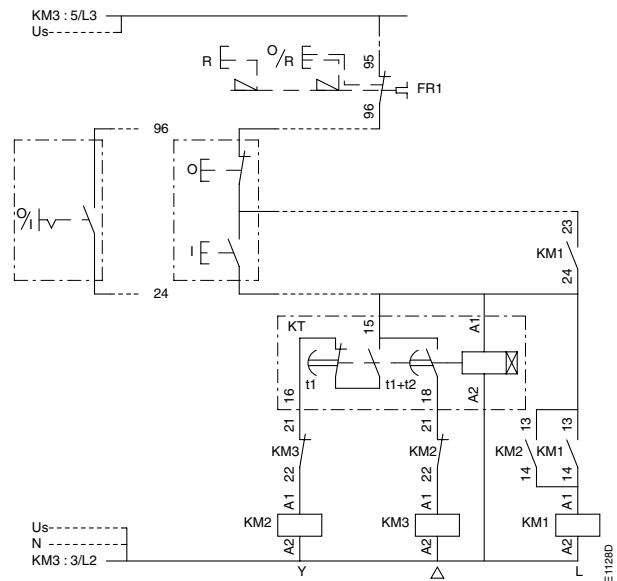 KM3 : 5/L3
Us
R
O/R
95
FR1
96
96
O
O/I
I
23
KM1
24
24
KT
15
A1
t1
t1+t2
16
18
A2
21
21
13
13
KM3
KM2
KM2
KM1
22
22
14
14
A1
A1
A1
KM2
KM3
KM1
A2
A2
A2
Us
N
KM3 : 3/L2
Y
L
E1128D